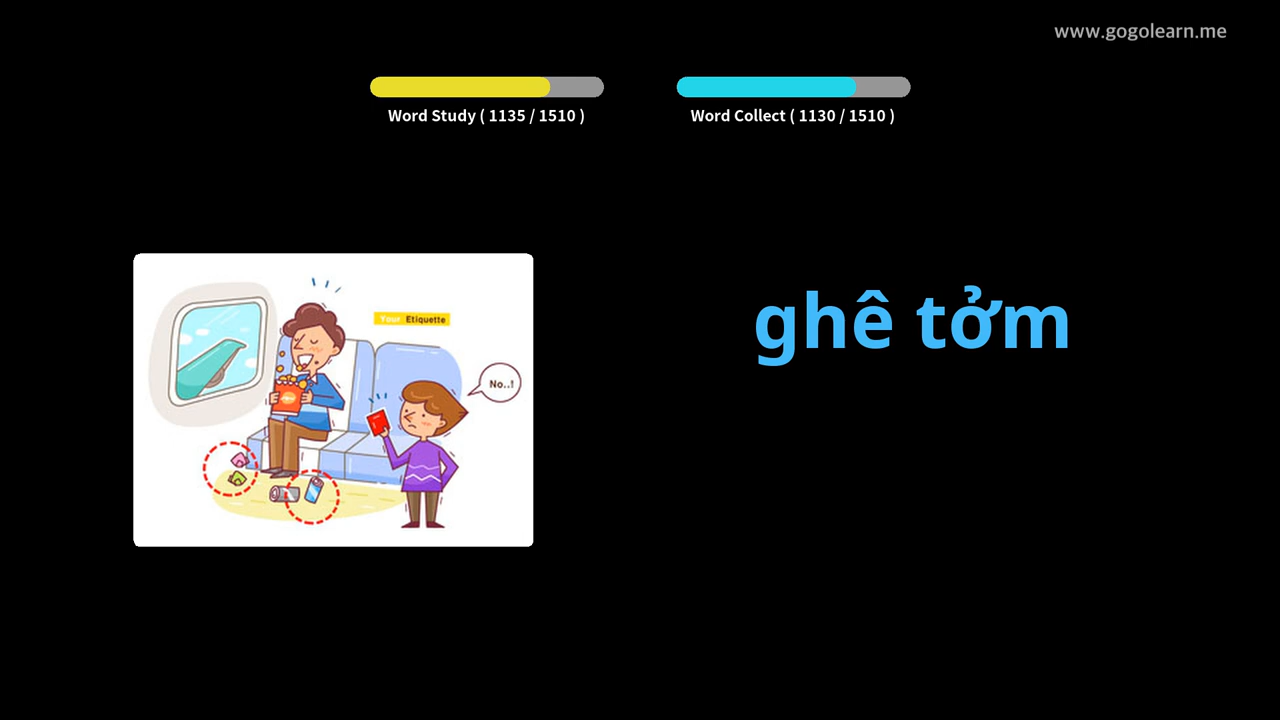 www.gogolearn.me
Word Study ( 1135 / 1510 )
Word Collect ( 1130 / 1510 )
Your Etiquette
No..!
ghê tởm